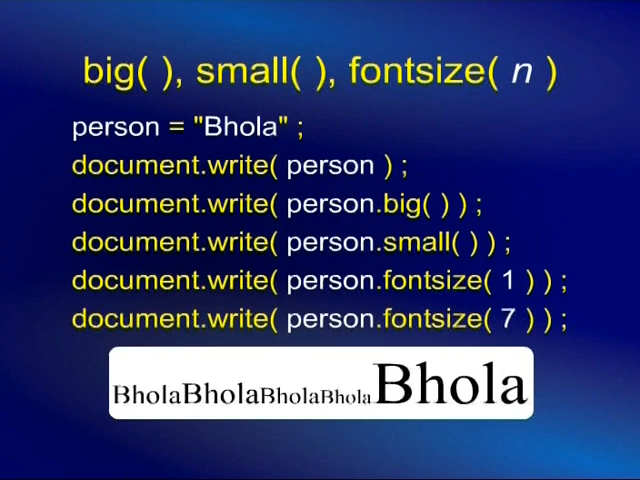 big( ), small( ), fontsize( n )
person = "Bhola" ;
document.write( person ) ;
document.write( person.big( ) ) ;
document.write( person.small( ) ) ;
document.write( person.fontsize( 1 ) ) ;
document.write( person.fontsize( 7 ) ) ;
BholaBholaBholaBholaBhola